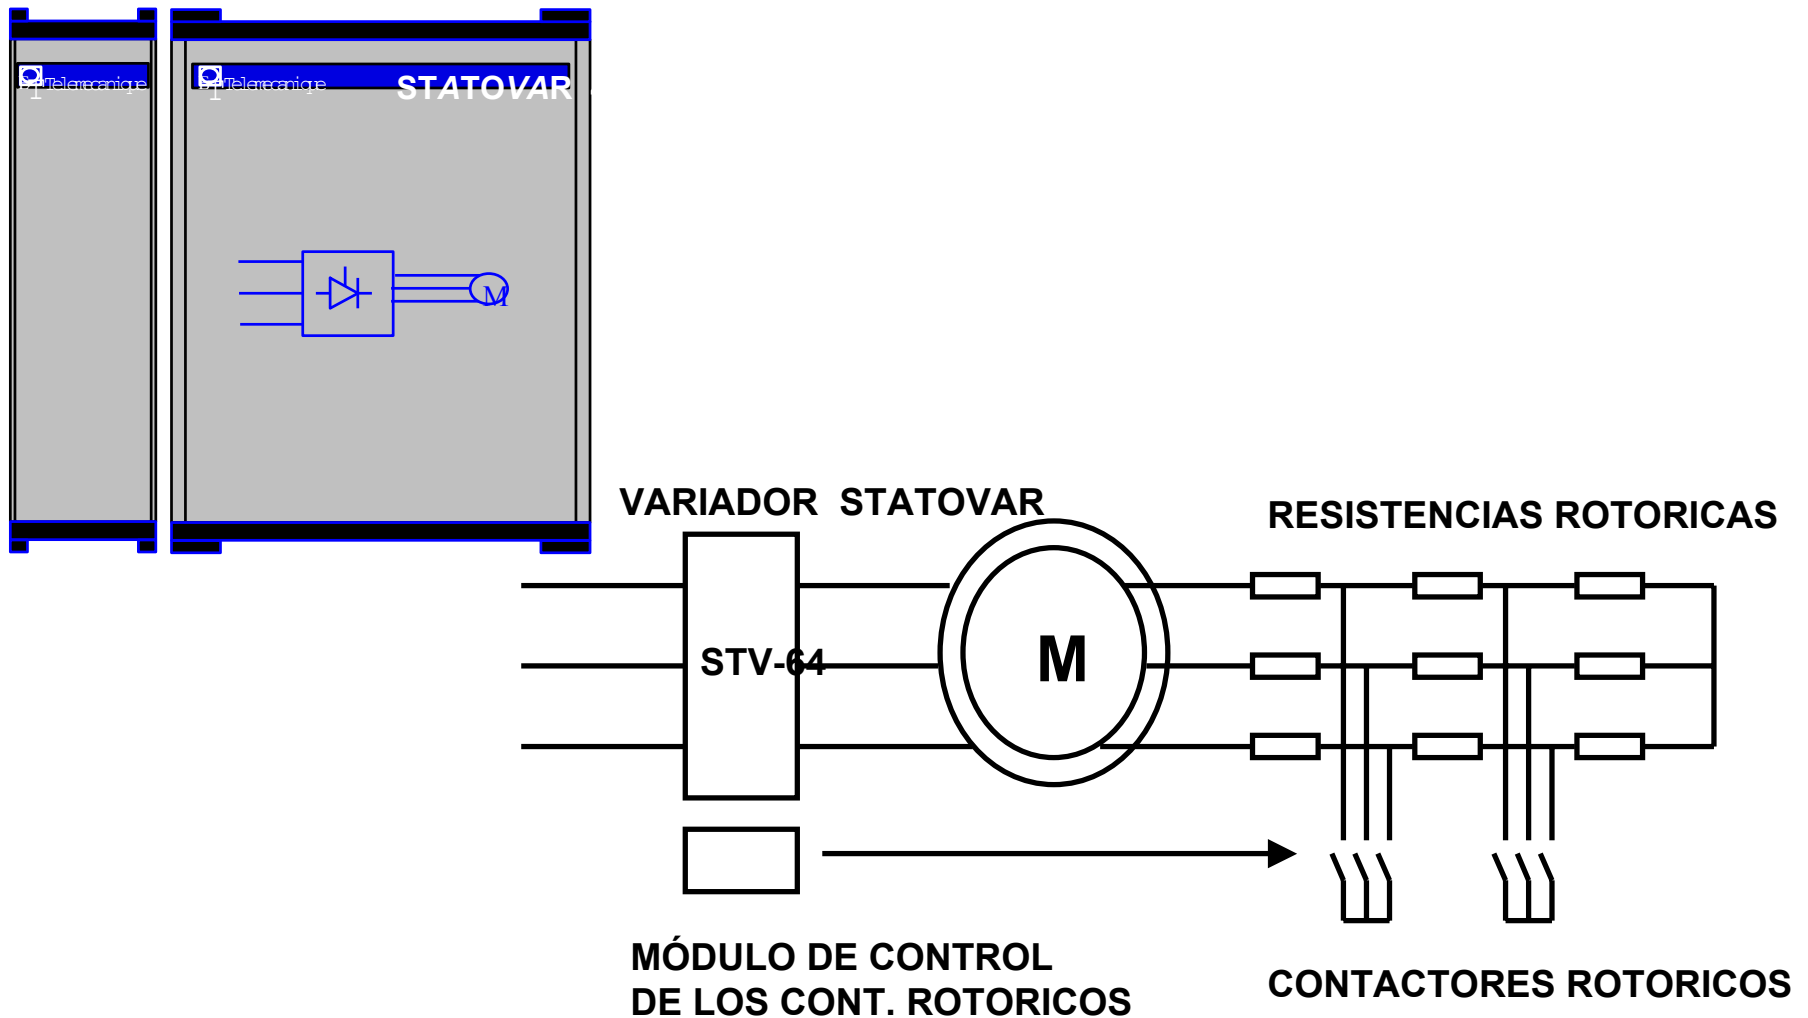 Telemecanique
Telemecanique
STATOVAR
M
VARIADOR STATOVAR
RESISTENCIAS ROTORICAS
STV-64
M
MÓDULO DE CONTROL
DE LOS CONT. ROTORICOS
CONTACTORES ROTORICOS